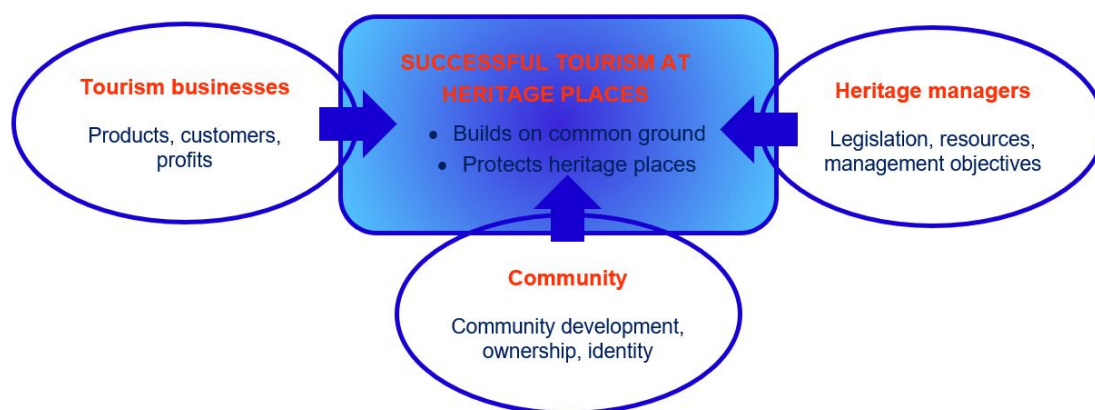 Tourism businesses
Products, customers,
profits
SUCCESSFUL TOURISM AT
HERITAGE PLACES
• Builds on common ground
• Protects heritage places
Heritage managers
Legislation, resources,
management objectives
Community
Community development,
ownership, identity